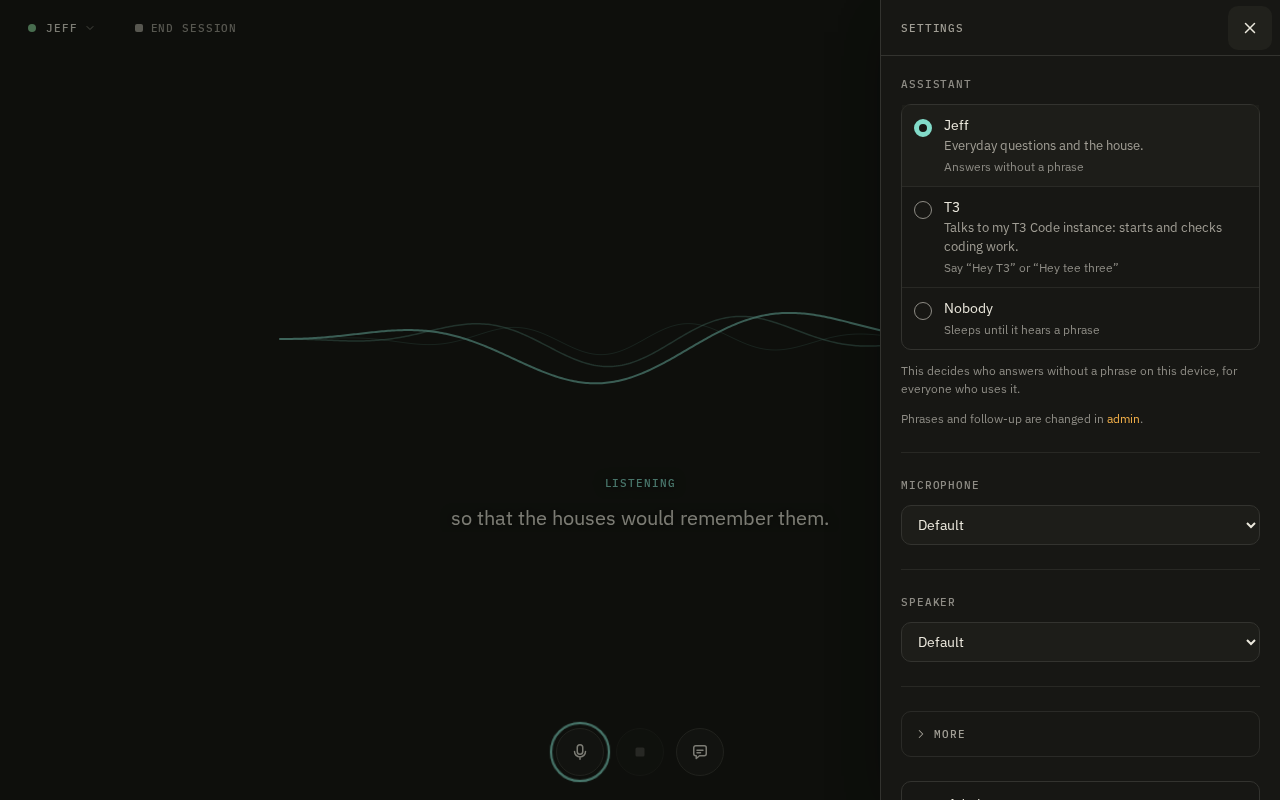 JEFF
END SESSION
LISTENING
so that the houses would remember them.
SETTINGS
ASSISTANT
Jeff
Everyday questions and the house.
Answers without a phrase
T3
Talks to my T3 Code instance: starts and checks
coding work.
Say “Hey T3” or “Hey tee three”
Nobody
Sleeps until it hears a phrase
This decides who answers without a phrase on this device, for
everyone who uses it.
Phrases and follow-up are changed in admin.
MICROPHONE
Default
SPEAKER
Default
MORE